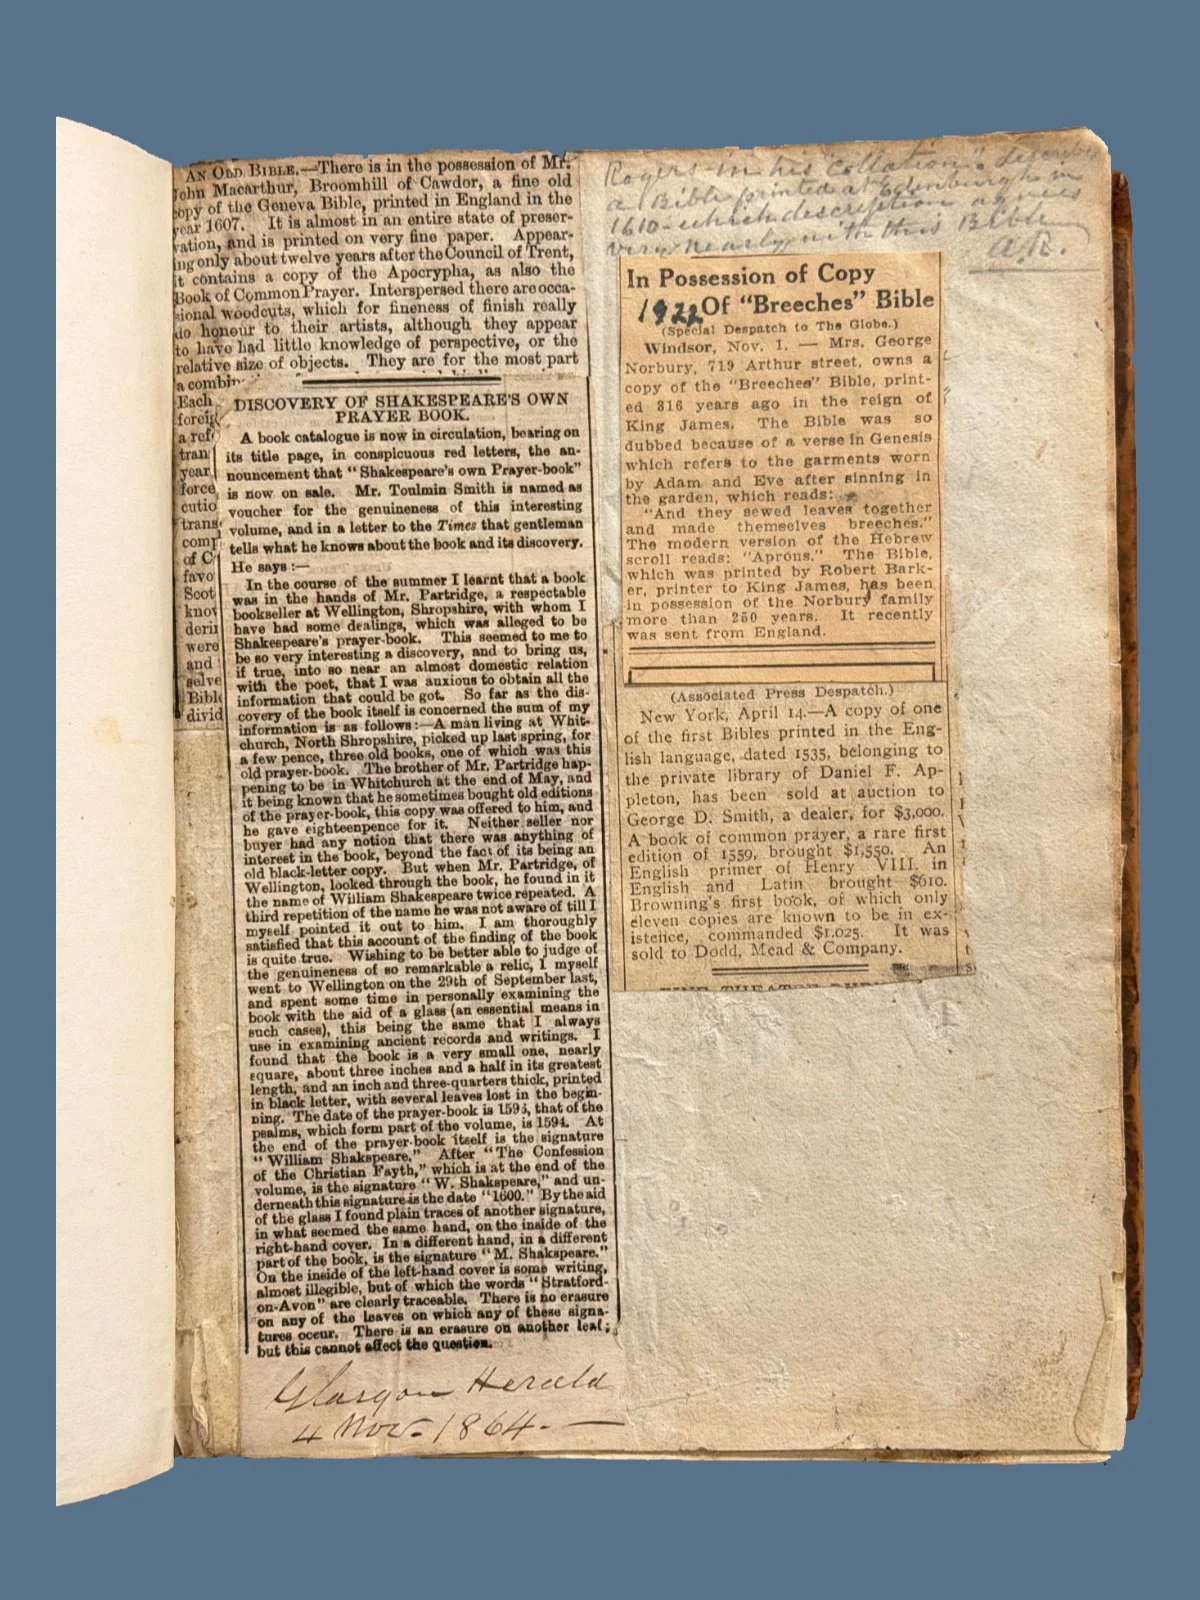 AN OLD BIBLE.—There is in the possession of Mr.
John Macarthur, Broomhill of Cawdor, a fine old
copy of the Geneva Bible, printed in England in the
year 1607. It is almost in an entire state of preser-
vation, and is printed on very fine paper. Appear-
ing only about twelve years after the Council of Trent,
it contains a copy of the Apocrypha, as also the
Book of Common Prayer. Interspersed there are occa-
sional woodcuts, which for fineness of finish really
do honour to their artists, although they appear
to have had little knowledge of perspective, or the
relative size of objects. They are for the most part
a combin
Each
foreig
a ref
tran
year
force
cutio
trans
comp
of C
favo
Scot
know
derin
were
and
selve
Bible
divid
DISCOVERY OF SHAKESPEARE'S OWN
PRAYER BOOK.
A book catalogue is now in circulation, bearing on
its title page, in conspicuous red letters, the an-
nouncement that "Shakespeare's own Prayer-book"
is now on sale. Mr. Toulmin Smith is named as
voucher for the genuineness of this interesting
volume, and in a letter to the Times that gentleman
tells what he knows about the book and its discovery.
He says :—
In the course of the summer I learnt that a book
was in the hands of Mr. Partridge, a respectable
bookseller at Wellington, Shropshire, with whom I
have had some dealings, which was alleged to be
Shakespeare's prayer-book. This seemed to me to
be so very interesting a discovery, and to bring us,
if true, into so near an almost domestic relation
with the poet, that I was anxious to obtain all the
information that could be got. So far as the dis-
covery of the book itself is concerned the sum of my
information is as follows :—A man living at Whit-
church, North Shropshire, picked up last spring, for
a few pence, three old books, one of which was this
old prayer-book. The brother of Mr. Partridge hap-
pening to be in Whitchurch at the end of May, and
it being known that he sometimes bought old editions
of the prayer-book, this copy was offered to him, and
he gave eighteenpence for it. Neither seller nor
buyer had any notion that there was anything of
interest in the book, beyond the fact of its being an
old black-letter copy. But when Mr. Partridge, of
Wellington, looked through the book, he found in it
the name of William Shakespeare twice repeated. A
third repetition of the name he was not aware of till I
myself pointed it out to him. I am thoroughly
satisfied that this account of the finding of the book
is quite true. Wishing to be better able to judge of
the genuineness of so remarkable a relic, I myself
went to Wellington on the 29th of September last,
and spent some time in personally examining the
book with the aid of a glass (an essential means in
such cases), this being the same that I always
use in examining ancient records and writings. I
found that the book is a very small one, nearly
square, about three inches and a half in its greatest
length, and an inch and three-quarters thick, printed
in black letter, with several leaves lost in the begin-
ning. The date of the prayer-book is 1596, that of the
psalms, which form part of the volume, is 1594. At
the end of the prayer-book itself is the signature
"William Shakspeare." After "The Confession
of the Christian Fayth," which is at the end of the
volume, is the signature "W. Shakspeare," and un-
derneath this signature is the date "1600." By the aid
of the glass I found plain traces of another signature,
in what seemed the same hand, on the inside of the
right-hand cover. In a different hand, in a different
part of the book, is the signature "M. Shakspeare."
On the inside of the left-hand cover is some writing,
almost illegible, but of which the words "Stratford-
on-Avon" are clearly traceable. There is no erasure
on any of the leaves on which any of these signa-
tures occur. There is an erasure on another leaf;
but this cannot affect the question.
Glasgow Herald
4 Nov. 1864.—
Rogers in his "Collation" describes
a Bible printed at Edenburgh in
1610 - which description agrees
very nearly with this Bible
A.R.
In Possession of Copy
1922 Of "Breeches" Bible
(Special Despatch to The Globe.)
Windsor, Nov. 1. — Mrs. George
Norbury, 719 Arthur street, owns a
copy of the "Breeches" Bible, print-
ed 316 years ago in the reign of
King James. The Bible was so
dubbed because of a verse in Genesis
which refers to the garments worn
by Adam and Eve after sinning in
the garden, which reads:
"And they sewed leaves together
and made themselves breeches."
The modern version of the Hebrew
scroll reads: "Aprons." The Bible,
which was printed by Robert Bark-
er, printer to King James, has been
in possession of the Norbury family
more than 250 years. It recently
was sent from England.
(Associated Press Despatch.)
New York, April 14.—A copy of one
of the first Bibles printed in the Eng-
lish language, dated 1535, belonging to
the private library of Daniel F. Ap-
pleton, has been sold at auction to
George D. Smith, a dealer, for $3,000.
A book of common prayer, a rare first
edition of 1559, brought $1,550. An
English primer of Henry VIII. in
English and Latin brought $610.
Browning's first book, of which only
eleven copies are known to be in ex-
istence, commanded $1.025. It was
sold to Dodd, Mead & Company.